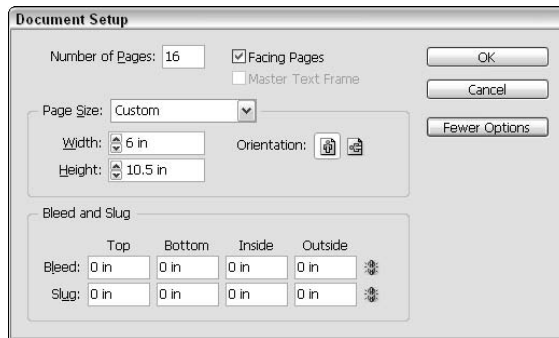 Document Setup
Number of Pages: 16
Facing Pages
OK
Master Text Frame
Cancel
Page Size: Custom
Fewer Options
Width: 6 in
Orientation:
Height: 10.5 in
Bleed and Slug
Top Bottom Inside Outside
Bleed: 0 in 0 in 0 in 0 in
Slug: 0 in 0 in 0 in 0 in